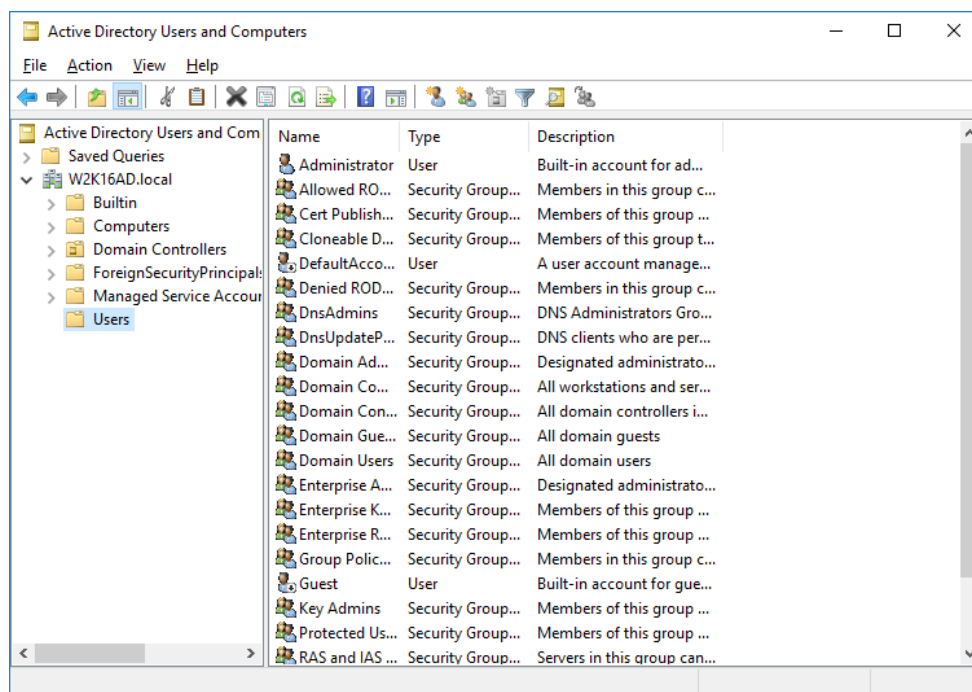 Active Directory Users and Computers
File Action View Help
Active Directory Users and Com
Saved Queries
W2K16AD.local
Builtin
Computers
Domain Controllers
ForeignSecurityPrincipals
Managed Service Accour
Users
Name Type Description
Administrator User Built-in account for ad...
Allowed RO... Security Group... Members in this group c...
Cert Publish... Security Group... Members of this group ...
Cloneable D... Security Group... Members of this group t...
DefaultAcco... User A user account manage...
Denied ROD... Security Group... Members in this group c...
DnsAdmins Security Group... DNS Administrators Gro...
DnsUpdateP... Security Group... DNS clients who are per...
Domain Ad... Security Group... Designated administrato...
Domain Co... Security Group... All workstations and ser...
Domain Con... Security Group... All domain controllers i...
Domain Gue... Security Group... All domain guests
Domain Users Security Group... All domain users
Enterprise A... Security Group... Designated administrato...
Enterprise K... Security Group... Members of this group ...
Enterprise R... Security Group... Members of this group ...
Group Polic... Security Group... Members in this group c...
Guest User Built-in account for gue...
Key Admins Security Group... Members of this group ...
Protected Us... Security Group... Members of this group ...
RAS and IAS ... Security Group... Servers in this group can...